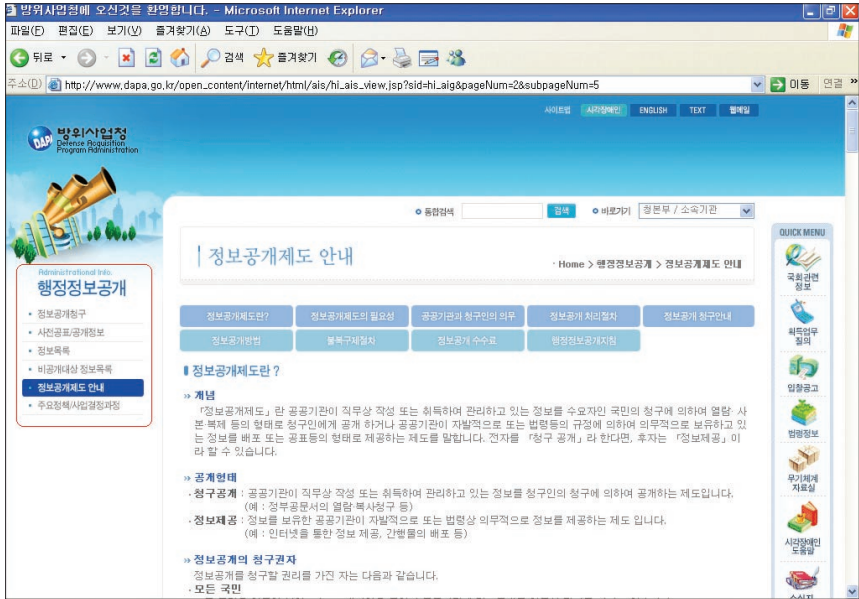 방위사업청에 오신것을 환영합니다. - Microsoft Internet Explorer
파일(F) 편집(E) 보기(V) 즐겨찾기(A) 도구(T) 도움말(H)
뒤로 검색 즐겨찾기
주소(D) http://www.dapa.go.kr/open_content/internet/html/ais/hi_ais_view.jsp?sid=hi_aig&pageNum=2&subpageNum=5 이동 연결 »
사이트맵 시각장애인 ENGLISH TEXT 웹메일
DAPA 방위사업청
Defense Acquisition
Program Administration
통합검색 검색 바로가기 청본부 / 소속기관
정보공개제도 안내
· Home > 행정정보공개 > 정보공개제도 안내
Administrational Info.
행정정보공개
• 정보공개청구
• 사전공표/공개정보
• 정보목록
• 비공개대상 정보목록
· 정보공개제도 안내
• 주요정책/사업결정과정
정보공개제도란? 정보공개제도의 필요성 공공기관과 청구인의 의무 정보공개 처리절차 정보공개 청구안내
정보공개방법 불복구제절차 정보공개 수수료 행정정보공개지침
정보공개제도란 ?
» 개념
「정보공개제도」란 공공기관이 직무상 작성 또는 취득하여 관리하고 있는 정보를 수요자인 국민의 청구에 의하여 열람·사
본·복제 등의 형태로 청구인에게 공개 하거나 공공기관이 자발적으로 또는 법령등의 규정에 의하여 의무적으로 보유하고 있
는 정보를 배포 또는 공표등의 형태로 제공하는 제도를 말합니다. 전자를 「청구 공개」라 한다면, 후자는 「정보제공」이
라 할 수 있습니다.
» 공개형태
· 청구공개 : 공공기관이 직무상 작성 또는 취득하여 관리하고 있는 정보를 청구인의 청구에 의하여 공개하는 제도입니다.
(예 : 정부공문서의 열람·복사청구 등)
· 정보제공 : 정보를 보유한 공공기관이 자발적으로 또는 법령상 의무적으로 정보를 제공하는 제도 입니다.
(예 : 인터넷을 통한 정보 제공, 간행물의 배포 등)
» 정보공개의 청구권자
정보공개를 청구할 권리를 가진 자는 다음과 같습니다.
· 모든 국민
QUICK MENU
국회관련
정보
획득업무
질의
입찰공고
법령정보
무기체계
자료실
시각장애인
도움말
소식지